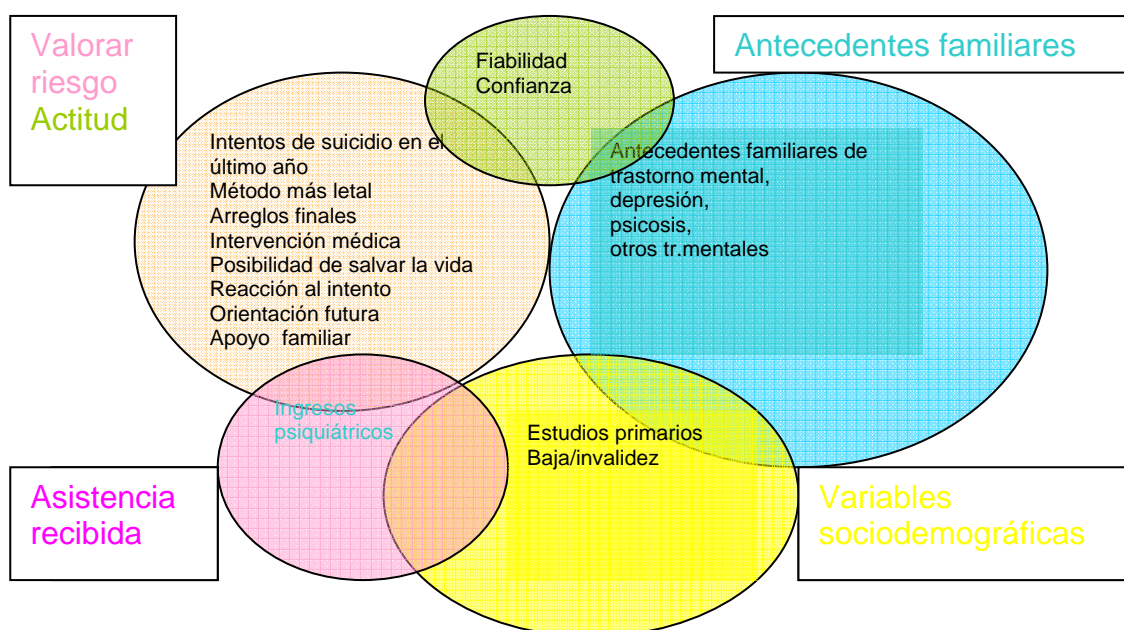 Valorar
riesgo
Actitud
Fiabilidad
Confianza
Antecedentes familiares
Intentos de suicidio en el
último año
Método más letal
Arreglos finales
Intervención médica
Posibilidad de salvar la vida
Reacción al intento
Orientación futura
Apoyo familiar
Antecedentes familiares de
trastorno mental,
depresión,
psicosis,
otros tr.mentales
Ingresos
psiquiátricos
Estudios primarios
Baja/invalidez
Asistencia
recibida
Variables
sociodemográficas